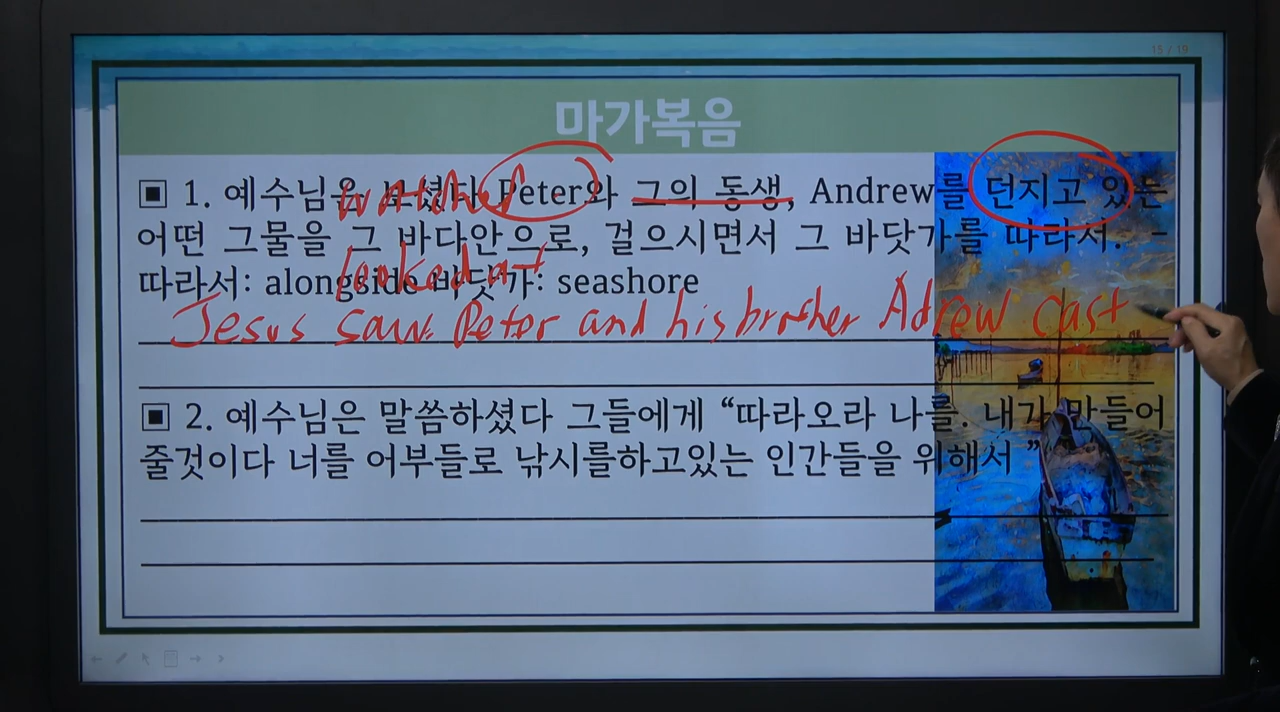 15 / 19
마가복음
▣ 1. 예수님은 보셨다 Peter와 그의 동생, Andrew를 던지고 있는
watched
어떤 그물을 그 바다안으로, 걸으시면서 그 바닷가를 따라서. -
looked at
따라서: alongside 바닷가: seashore
Jesus saw Peter and his brother Adrew cast
▣ 2. 예수님은 말씀하셨다 그들에게 “따라오라 나를. 내가 만들어
줄것이다 너를 어부들로 낚시를하고있는 인간들을 위해서 ”